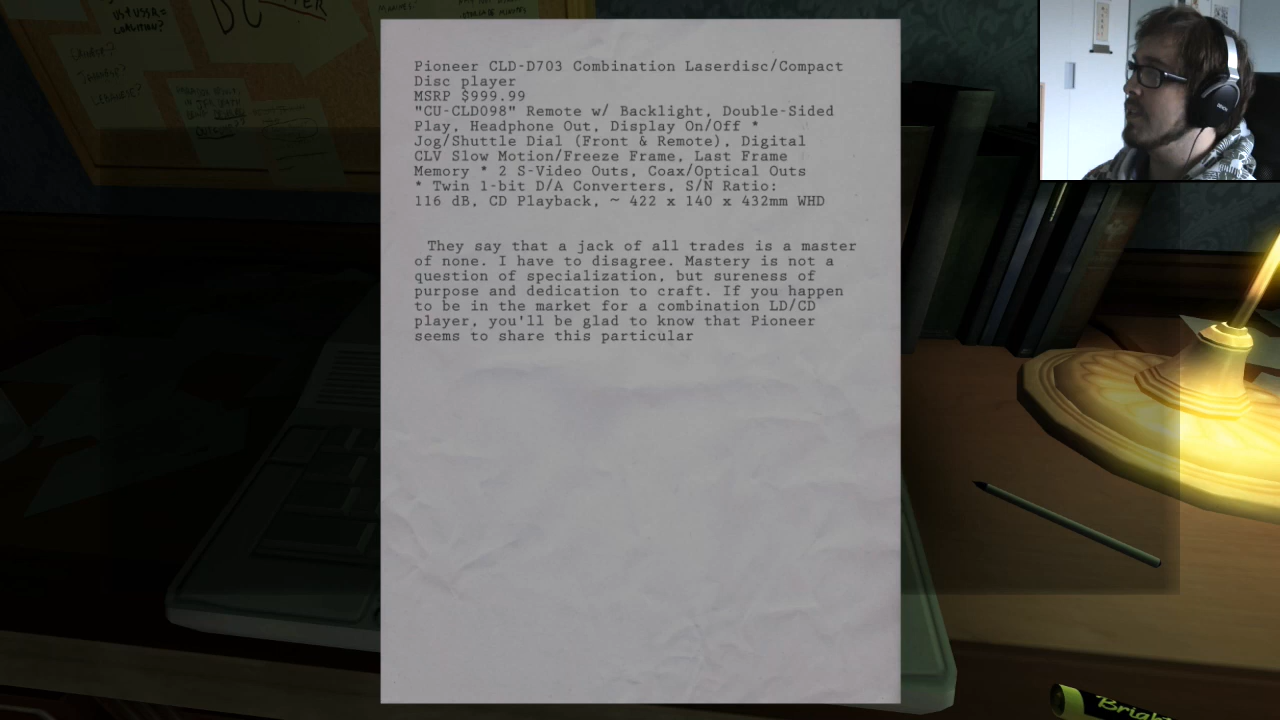 US+USSR=
COALITION?
Pioneer CLD-D703 Combination Laserdisc/Compact
Disc player
MSRP $999.99
"CU-CLD098" Remote w/ Backlight, Double-Sided
Play, Headphone Out, Display On/Off *
Jog/Shuttle Dial (Front & Remote), Digital
CLV Slow Motion/Freeze Frame, Last Frame
Memory * 2 S-Video Outs, Coax/Optical Outs
* Twin 1-bit D/A Converters, S/N Ratio:
116 dB, CD Playback, ~ 422 x 140 x 432mm WHD
They say that a jack of all trades is a master
of none. I have to disagree. Mastery is not a
question of specialization, but sureness of
purpose and dedication to craft. If you happen
to be in the market for a combination LD/CD
player, you'll be glad to know that Pioneer
seems to share this particular